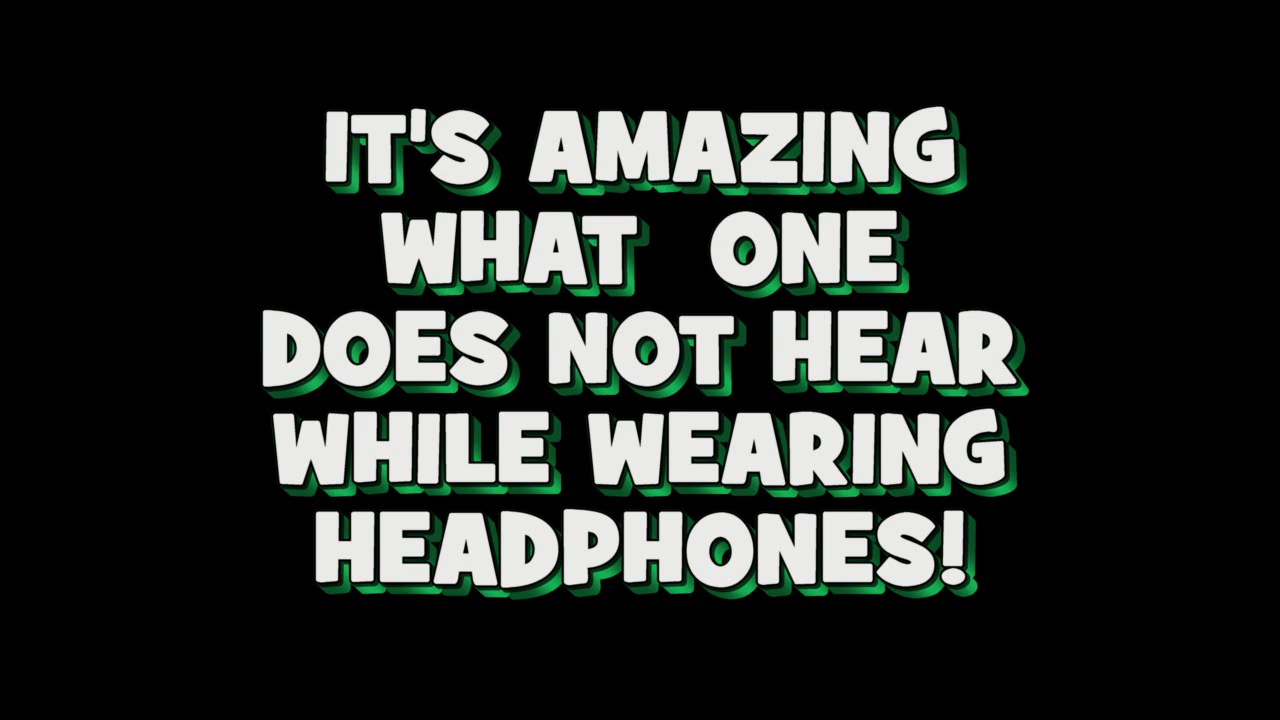 IT'S AMAZING
WHAT  ONE
DOES NOT HEAR
WHILE WEARING
HEADPHONES!